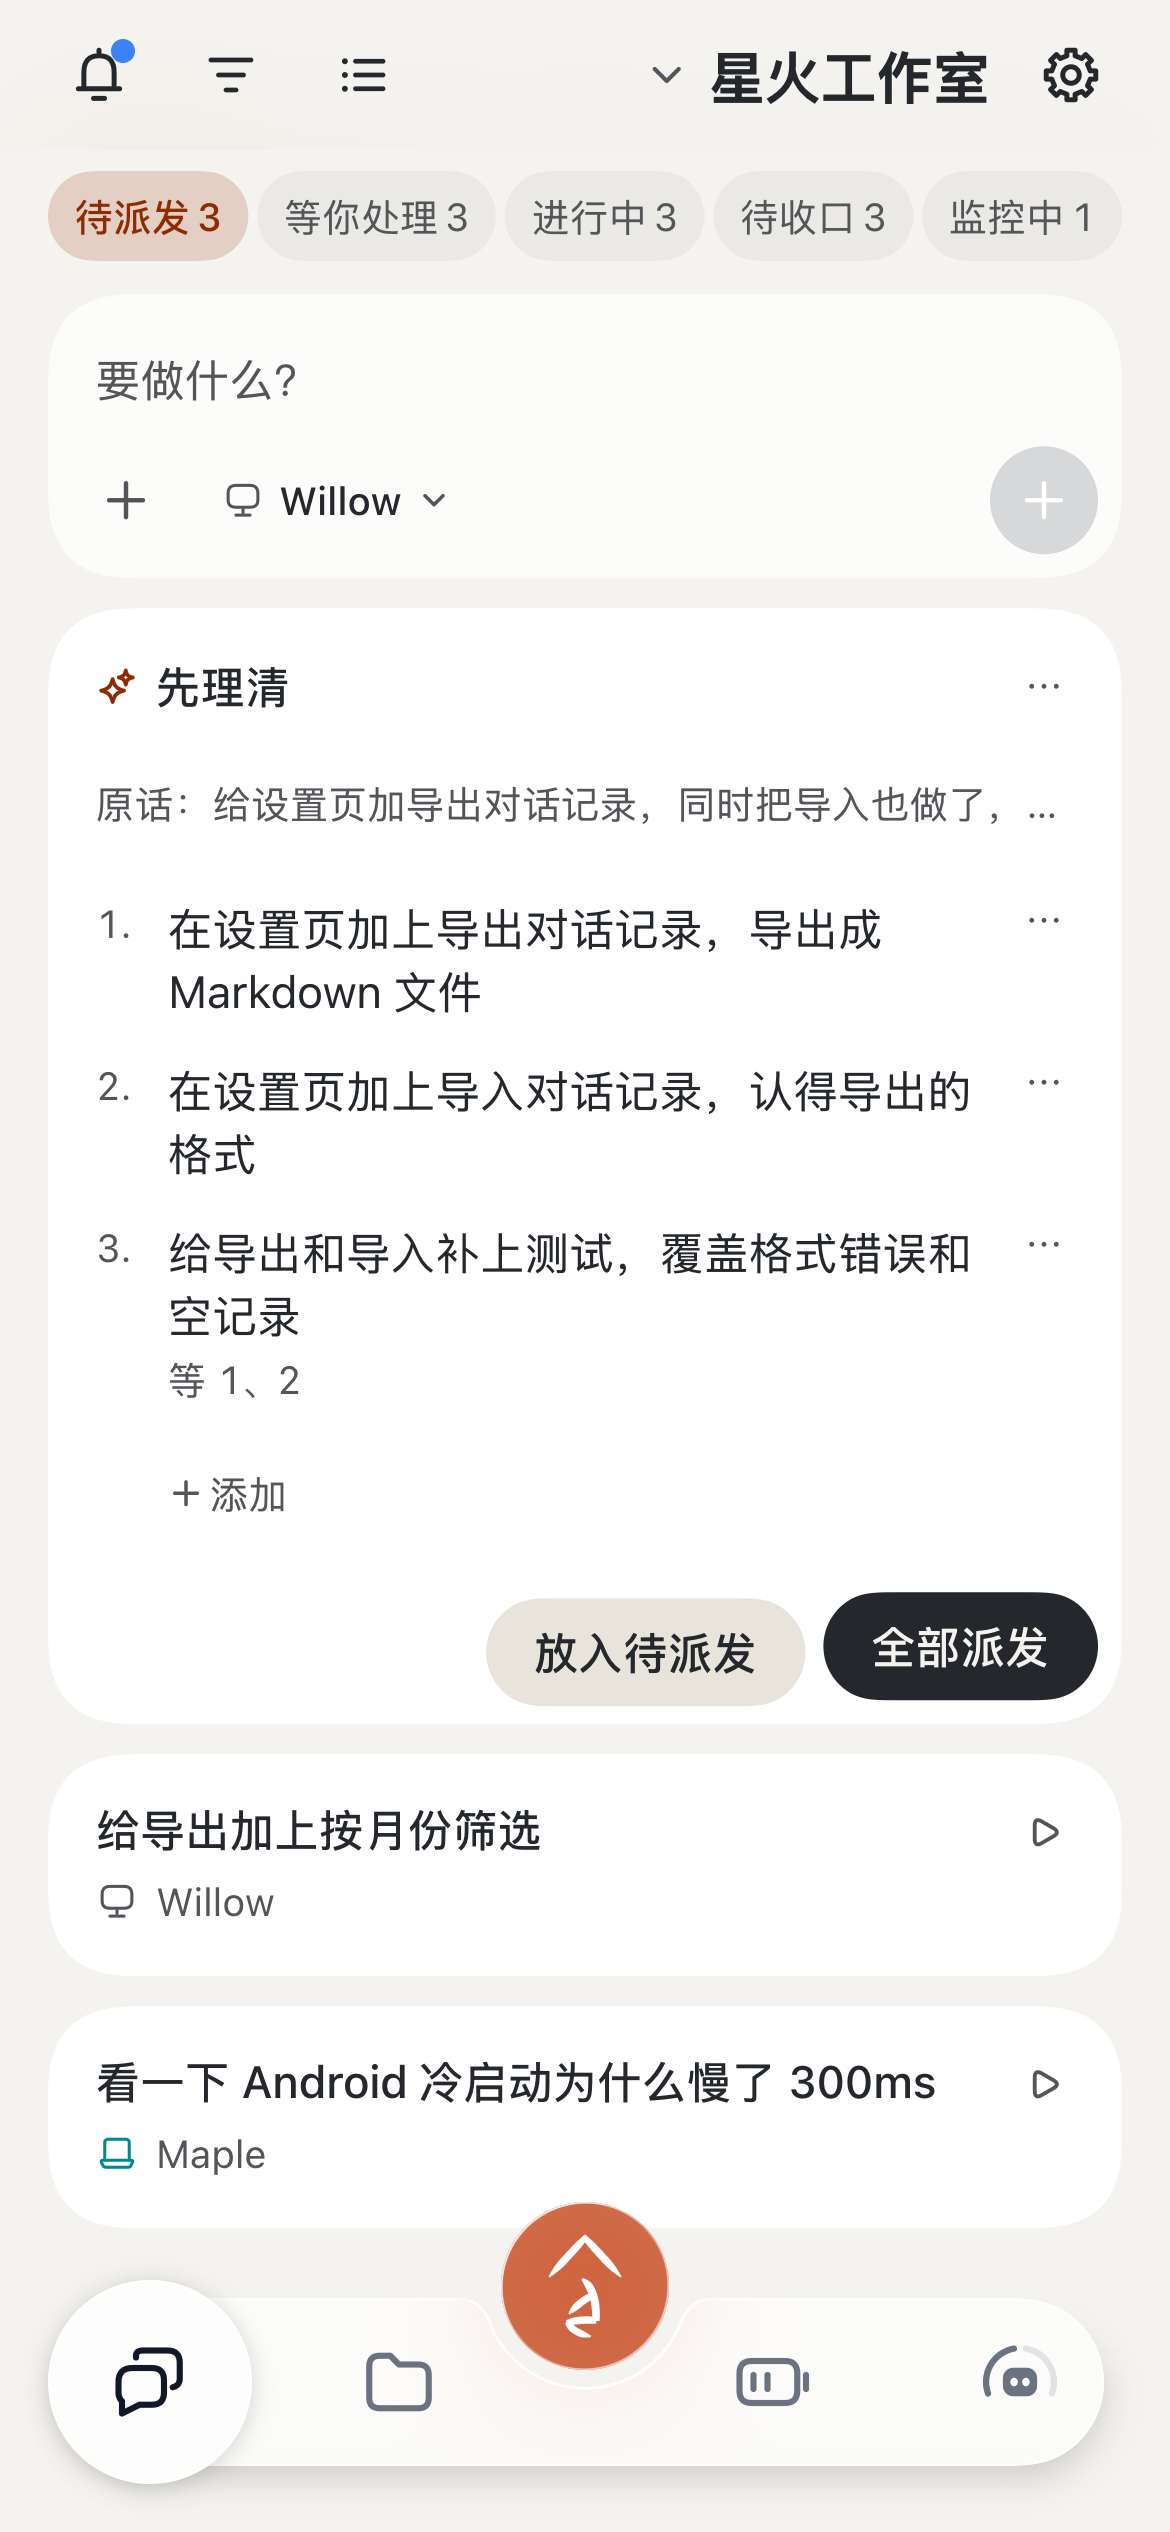 星火工作室
待派发 3
等你处理 3
进行中 3
待收口 3
监控中 1
要做什么?
Willow
先理清
原话：给设置页加导出对话记录，同时把导入也做了，...
1. 在设置页加上导出对话记录，导出成
Markdown 文件
2. 在设置页加上导入对话记录，认得导出的
格式
3. 给导出和导入补上测试，覆盖格式错误和
空记录
等 1、2
+ 添加
放入待派发
全部派发
给导出加上按月份筛选
Willow
看一下 Android 冷启动为什么慢了 300ms
Maple